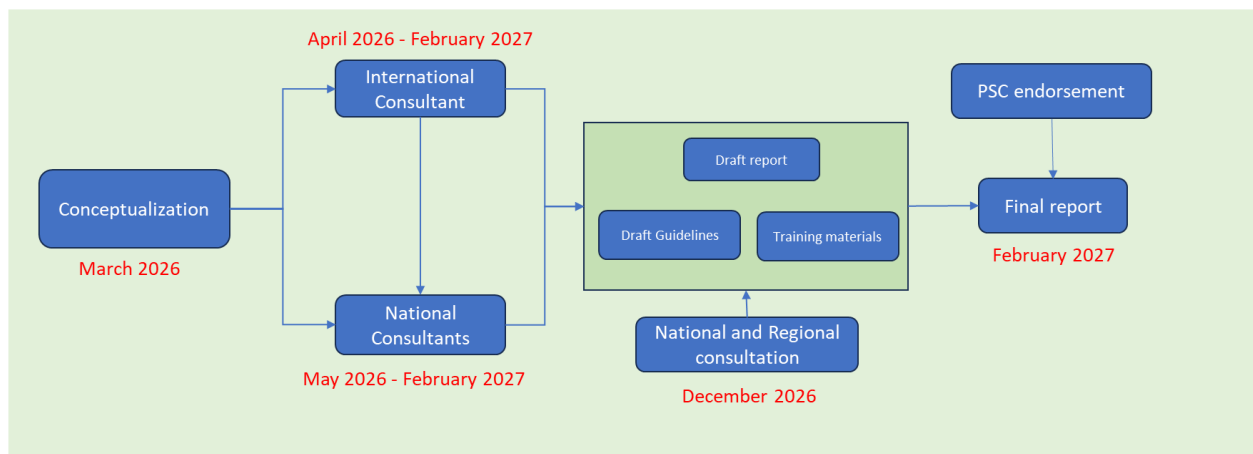 April 2026 - February 2027
International
Consultant
PSC endorsement
Draft report
Conceptualization
Final report
Draft Guidelines
Training materials
March 2026
February 2027
National
Consultants
National and Regional
consultation
May 2026 - February 2027
December 2026